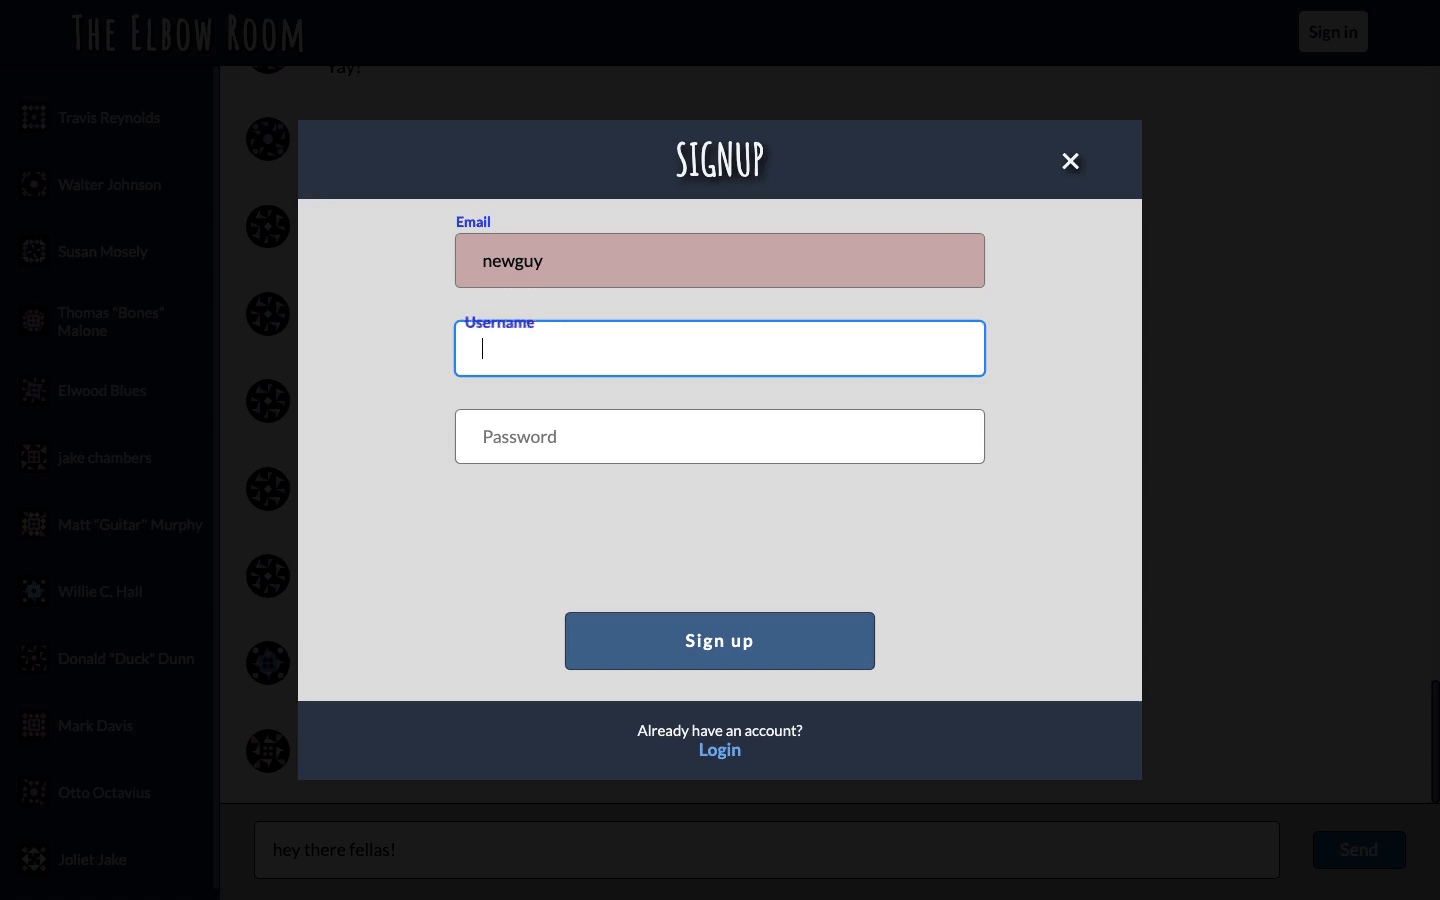 The Elbow Room
Sign in
Travis Reynolds
Walter Johnson
Susan Mosely
Thomas "Bones"
Malone
Elwood Blues
jake chambers
Matt "Guitar" Murphy
Willie C. Hall
Donald "Duck" Dunn
Mark Davis
Otto Octavius
Joliet Jake
SIGNUP
×
Email
newguy
Username
Password
Sign up
Already have an account?
Login
hey there fellas!
Send